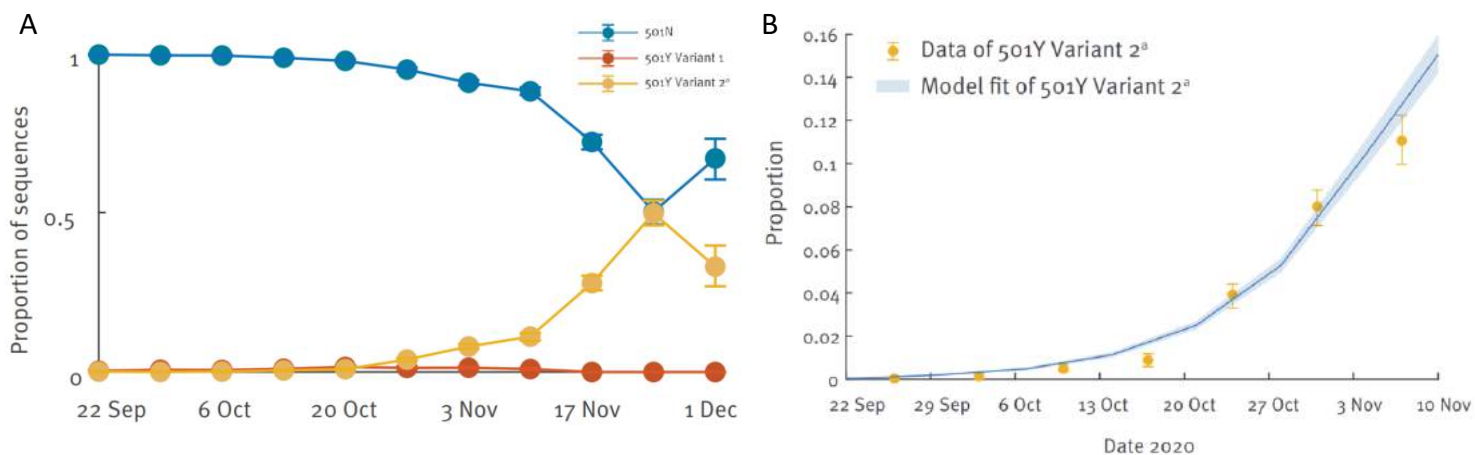 A
Proportion of sequences
1
0.5
0
501N
501Y Variant 1
501Y Variant 2ª
22 Sep 6 Oct 20 Oct 3 Nov 17 Nov 1 Dec
B
Proportion
0.16
0.14
0.12
0.1
0.08
0.06
0.04
0.02
0
Data of 501Y Variant 2ª
Model fit of 501Y Variant 2ª
22 Sep 29 Sep 6 Oct 13 Oct 20 Oct 27 Oct 3 Nov 10 Nov
Date 2020